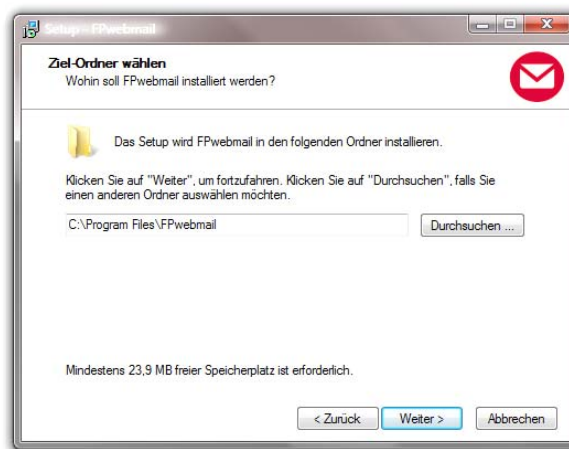 Setup - FPwebmail
Ziel-Ordner wählen
Wohin soll FPwebmail installiert werden?
Das Setup wird FPwebmail in den folgenden Ordner installieren.
Klicken Sie auf "Weiter", um fortzufahren. Klicken Sie auf "Durchsuchen", falls Sie
einen anderen Ordner auswählen möchten.
C:\Program Files\FPwebmail
Durchsuchen ...
Mindestens 23,9 MB freier Speicherplatz ist erforderlich.
< Zurück
Weiter >
Abbrechen